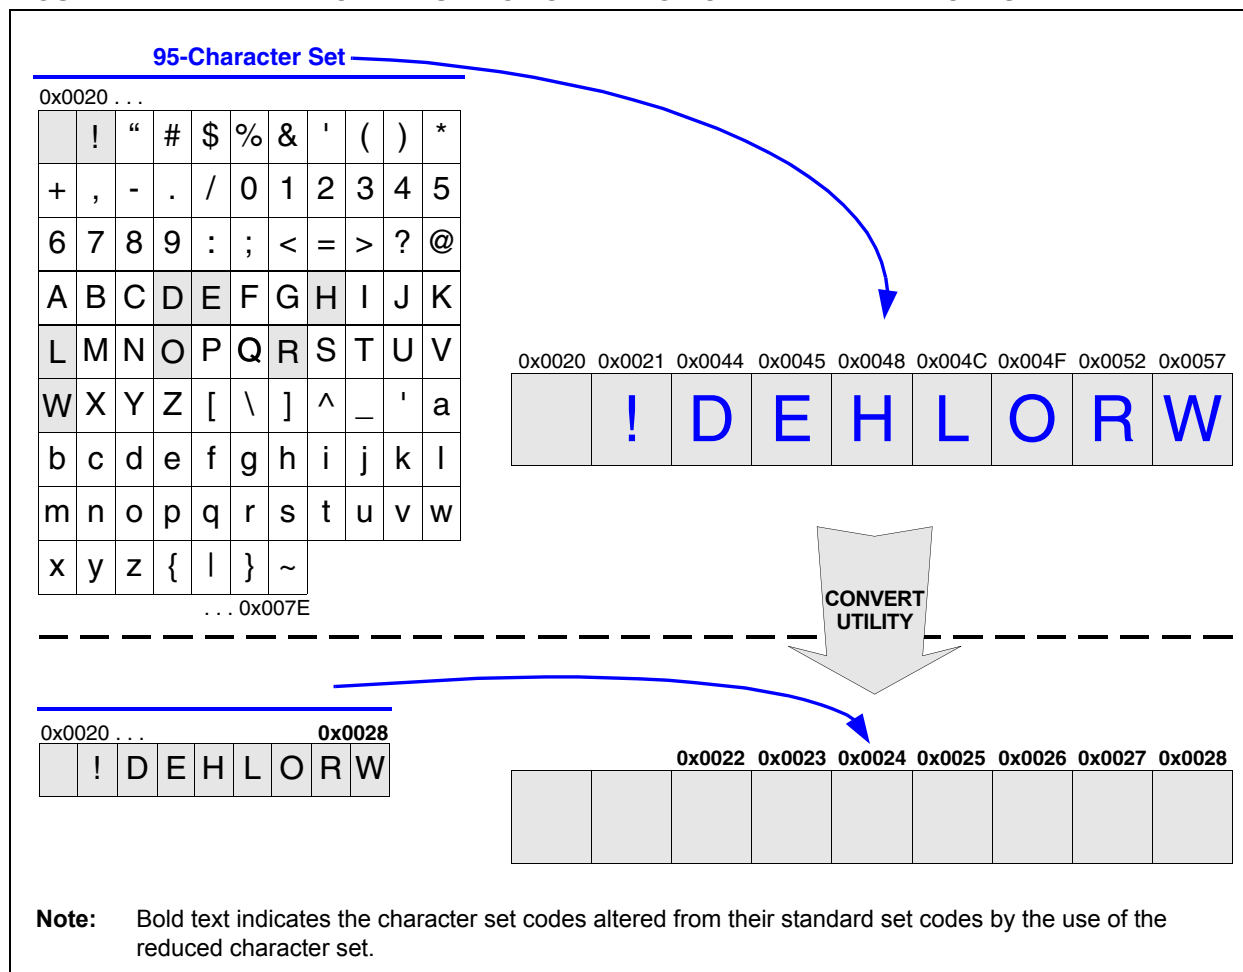 95-Character Set
0x0020 . . .
! “ # $ % & ' ( ) *
+ , - . / 0 1 2 3 4 5
6 7 8 9 : ; < = > ? @
A B C D E F G H I J K
L M N O P Q R S T U V
W X Y Z [ \ ] ^ _ ' a
b c d e f g h i j k l
m n o p q r s t u v w
x y z { | } ~
. . . 0x007E
0x0020 0x0021 0x0044 0x0045 0x0048 0x004C 0x004F 0x0052 0x0057
! D E H L O R W
CONVERT
UTILITY
0x0020 . . . 0x0028
! D E H L O R W
0x0022 0x0023 0x0024 0x0025 0x0026 0x0027 0x0028
Note: Bold text indicates the character set codes altered from their standard set codes by the use of the
reduced character set.